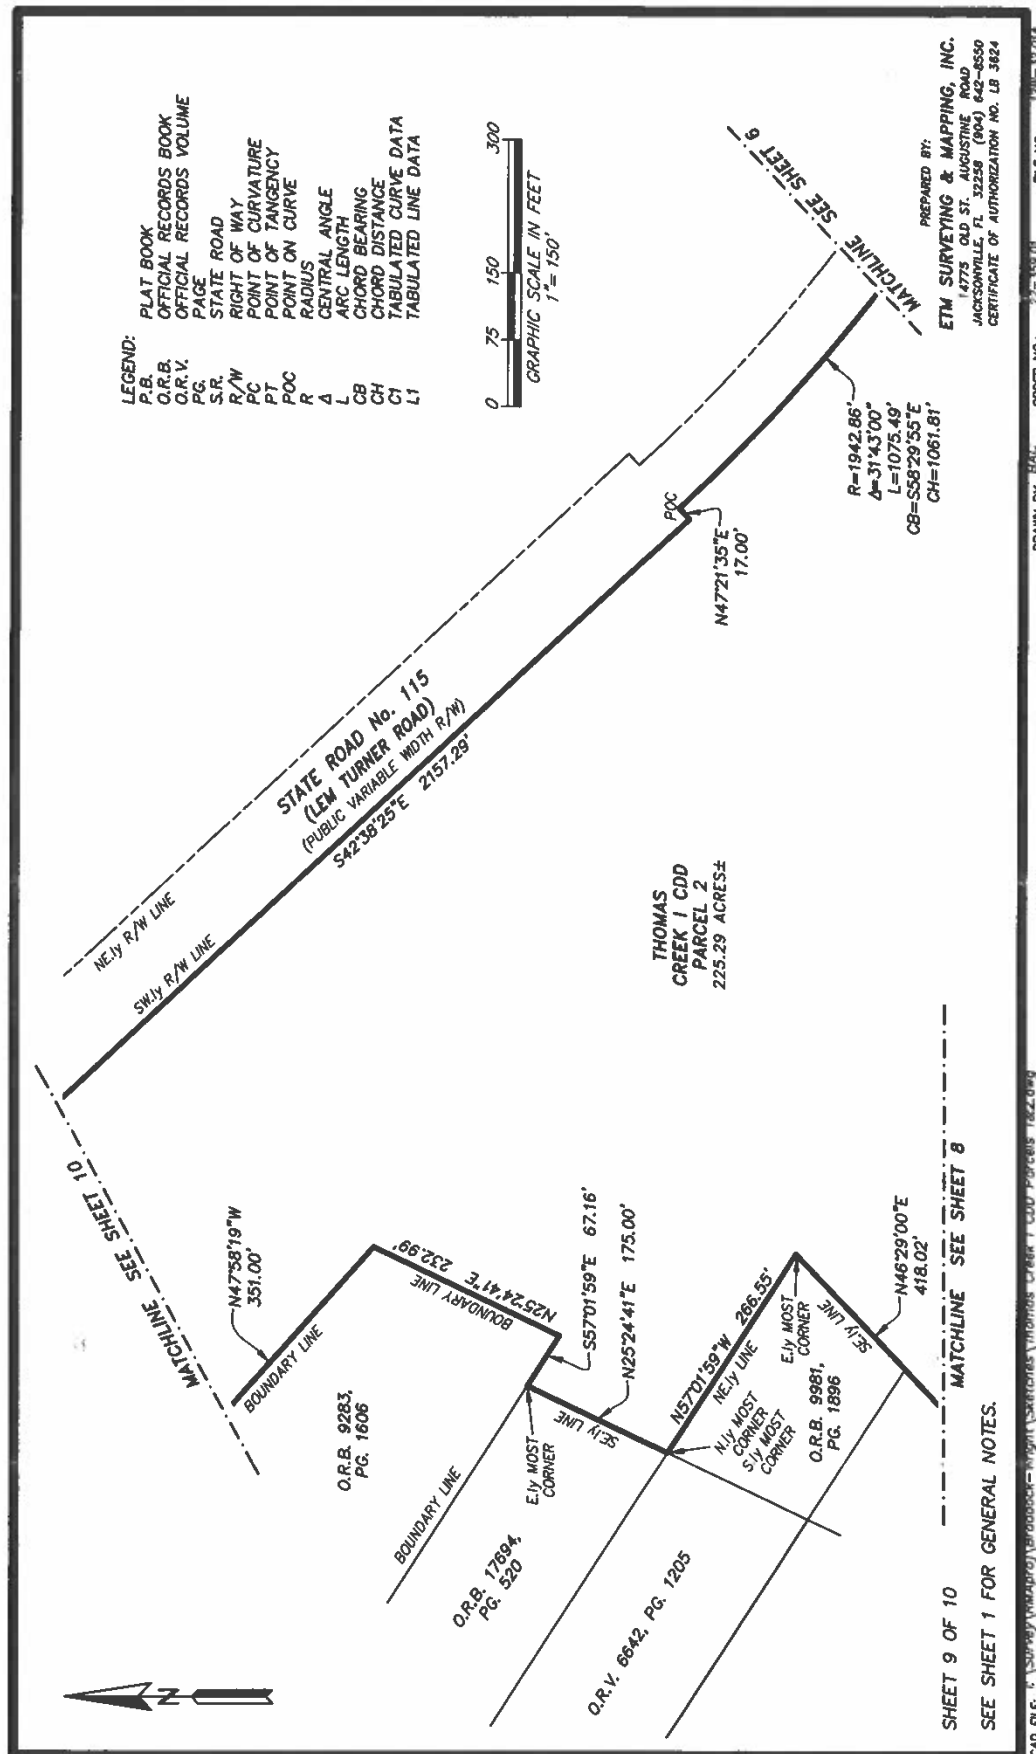 LEGEND:
P.B. PLAT BOOK
O.R.B. OFFICIAL RECORDS BOOK
O.R.V. OFFICIAL RECORDS VOLUME
PG. PAGE
S.R. STATE ROAD
R/W RIGHT OF WAY
PC POINT OF CURVATURE
PT POINT OF TANGENCY
POC POINT ON CURVE
R RADIUS
Δ CENTRAL ANGLE
L ARC LENGTH
CB CHORD BEARING
CH CHORD DISTANCE
C1 TABULATED CURVE DATA
L1 TABULATED LINE DATA
0 75 150 300
GRAPHIC SCALE IN FEET
1"= 150'
N
MATCHLINE SEE SHEET 10
NE.ly R/W LINE
SW.ly R/W LINE
STATE ROAD No. 115
(LEM TURNER ROAD)
(PUBLIC VARIABLE WIDTH R/W)
S42°38'25"E 2157.29'
N47°58'19"W
351.00'
BOUNDARY LINE
O.R.B. 9283,
PG. 1606
N25°24'41"E 232.99'
BOUNDARY LINE
S57°01'59"E 67.16'
N25°24'41"E 175.00'
BOUNDARY LINE
E.ly MOST
CORNER
SE.ly LINE
O.R.B. 17694,
PG. 520
N57°01'59"W 266.55'
NE.ly LINE
N.ly MOST
CORNER
S.ly MOST
CORNER
E.ly MOST
CORNER
O.R.B. 9981,
PG. 1896
SE.ly LINE
N46°29'00"E
418.02'
O.R.V. 6642, PG. 1205
THOMAS
CREEK I CDD
PARCEL 2
225.29 ACRES±
POC
N47°21'35"E
17.00'
R=1942.86'
Δ=31°43'00"
L=1075.49'
CB=S58°29'55"E
CH=1061.81'
MATCHLINE SEE SHEET 6
MATCHLINE SEE SHEET 8
SHEET 9 OF 10
SEE SHEET 1 FOR GENERAL NOTES.
PREPARED BY:
ETM SURVEYING & MAPPING, INC.
14775 OLD ST. AUGUSTINE ROAD
JACKSONVILLE, FL 32258 (904) 642-8550
CERTIFICATE OF AUTHORIZATION NO. LB 3624